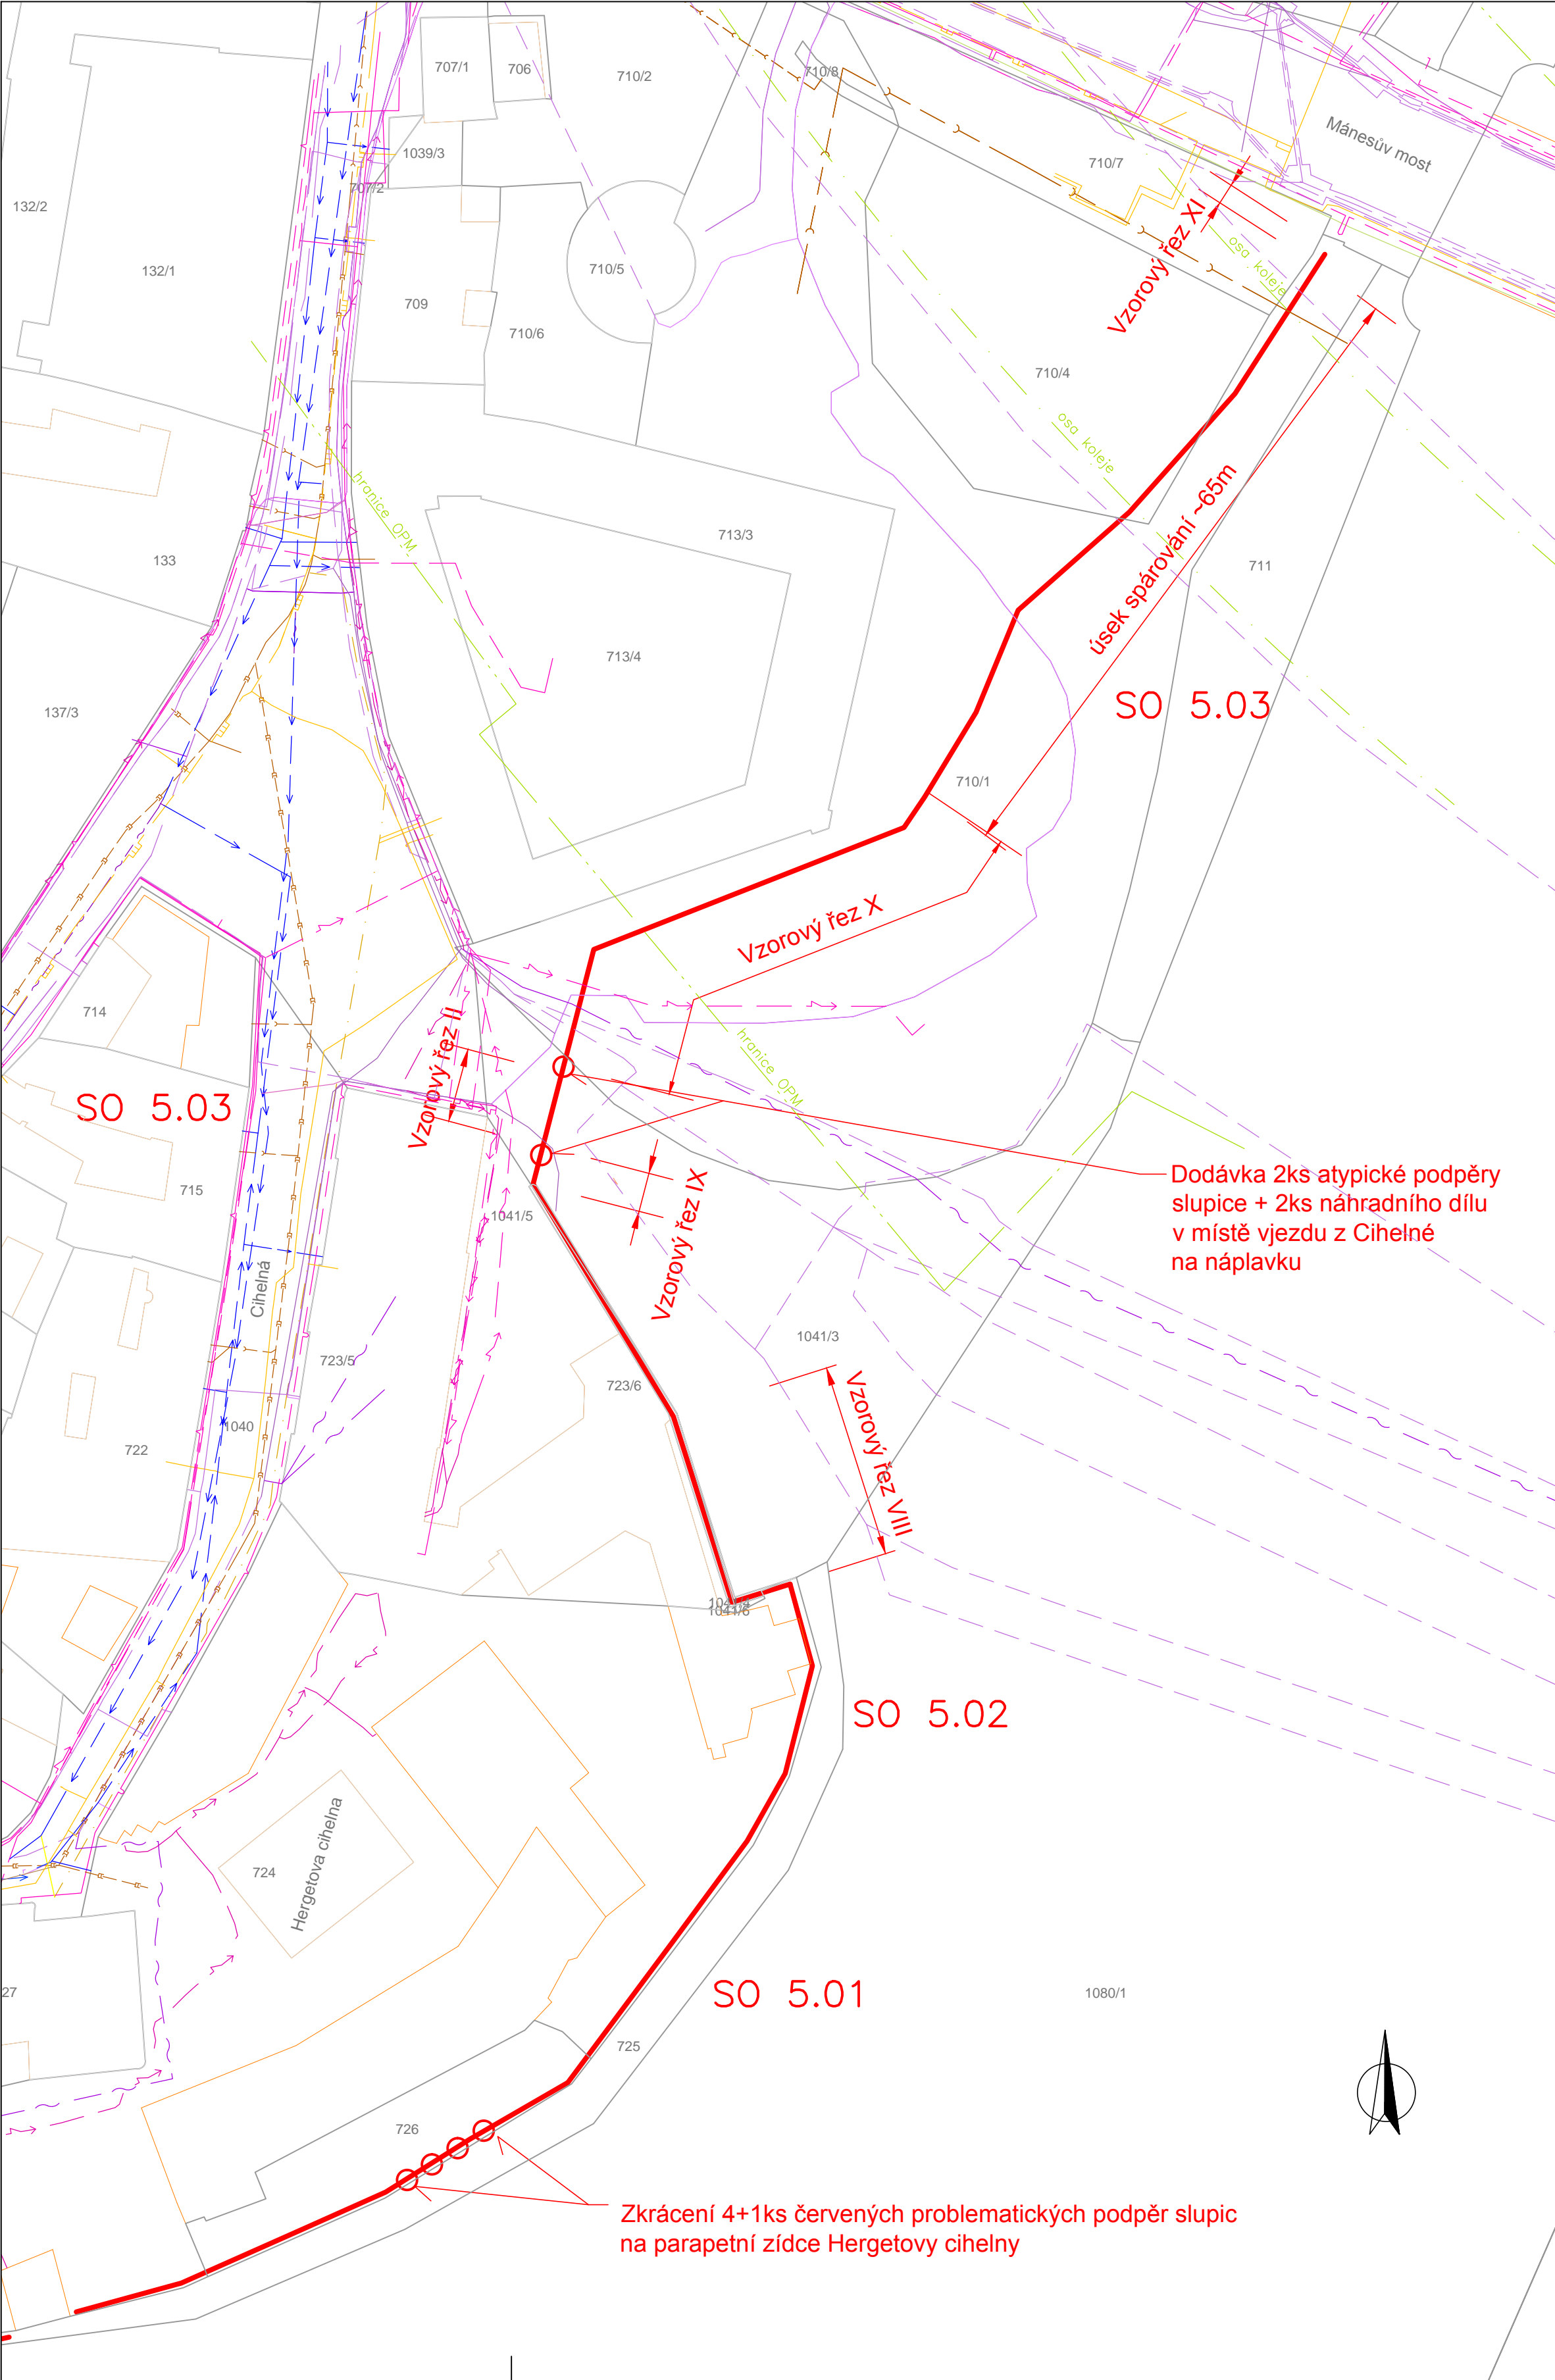 707/1
706
710/2
710/8
Mánesův most
1039/3
710/7
707/2
132/2
Vzorový řez XI
132/1
710/5
osa koleje
709
710/6
710/4
osa koleje
úsek spárování ~65m
hranice OPM
713/3
133
711
713/4
137/3
SO 5.03
710/1
Vzorový řez X
714
Vzorový řez II
hranice OPM
SO 5.03
Dodávka 2ks atypické podpěry
slupice + 2ks náhradního dílu
v místě vjezdu z Cihelné
na náplavku
715
1041/5
Vzorový řez IX
Cihelná
1041/3
723/5
723/6
Vzorový řez VIII
1040
722
1041/6
SO 5.02
Hergetova cihelna
724
27
SO 5.01
1080/1
725
726
Zkrácení 4+1ks červených problematických podpěr slupic
na parapetní zídce Hergetovy cihelny